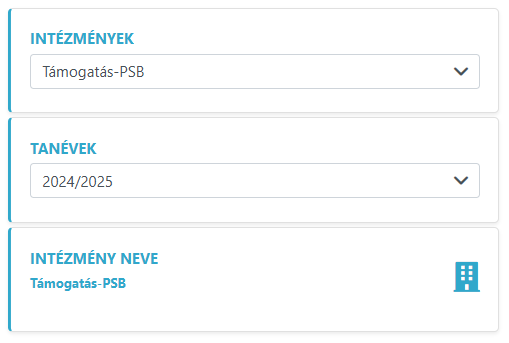 INTÉZMÉNYEK
Támogatás-PSB
TANÉVEK
2024/2025
INTÉZMÉNY NEVE
Támogatás-PSB